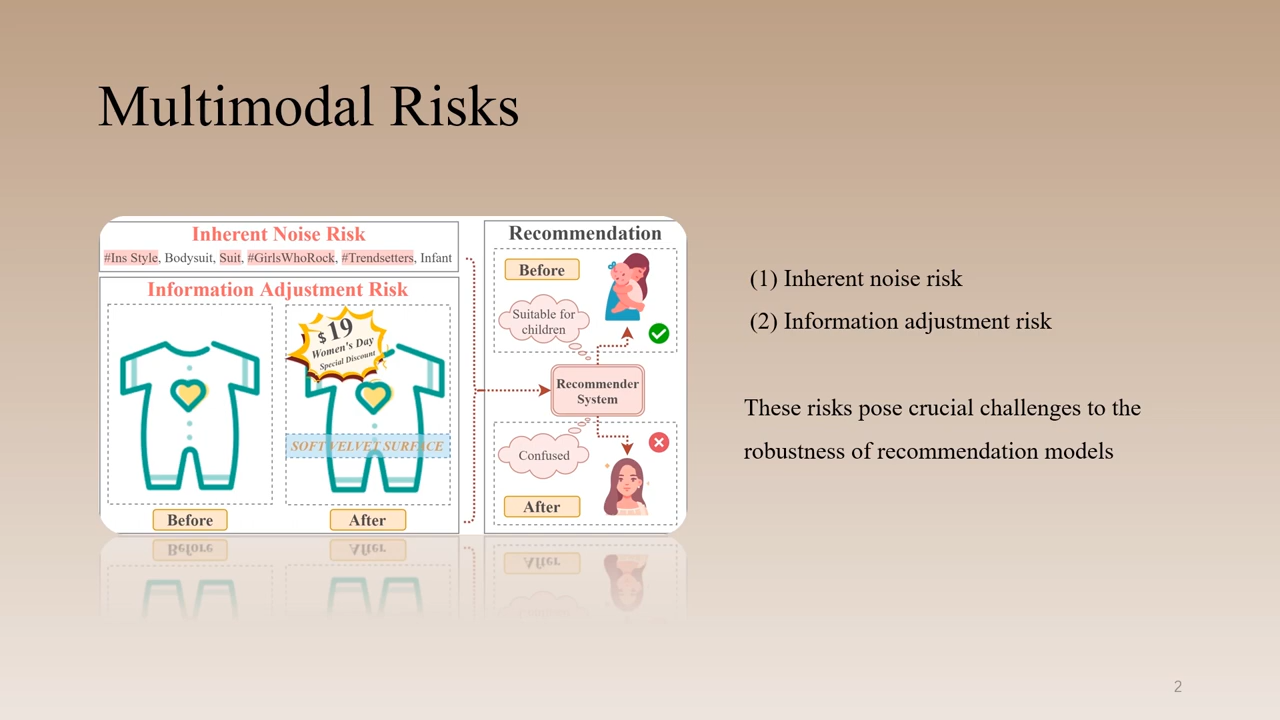 Multimodal Risks
Inherent Noise Risk
#Ins Style, Bodysuit, Suit, #GirlsWhoRock, #Trendsetters, Infant
Information Adjustment Risk
$19
Women's Day
Special Discount
SOFT VELVET SURFACE
Before
After
Recommendation
Before
Suitable for
children
Recommender
System
Confused
After
(1) Inherent noise risk
(2) Information adjustment risk
These risks pose crucial challenges to the
robustness of recommendation models
2